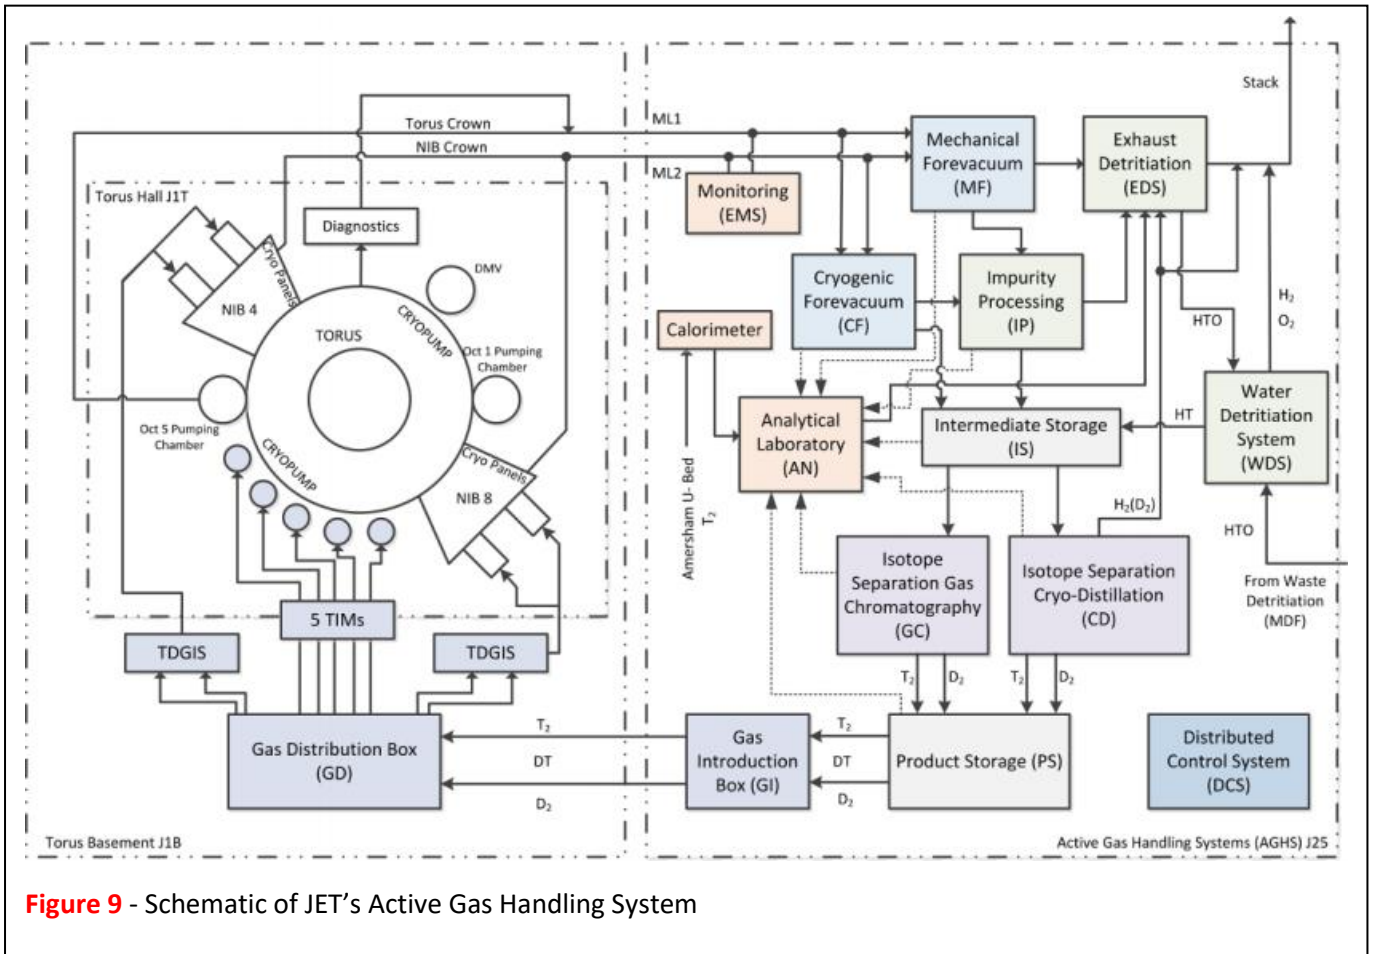 Stack
Torus Crown
ML1
NIB Crown
ML2
Mechanical
Forevacuum
(MF)
Exhaust
Detritiation
(EDS)
Monitoring
(EMS)
Torus Hall J1T
Diagnostics
Cryo Panels
NIB 4
DMV
CRYOPUMP
TORUS
Oct 1 Pumping
Chamber
Oct 5 Pumping
Chamber
CRYOPUMP
Cryo Panels
NIB 8
Cryogenic
Forevacuum
(CF)
Impurity
Processing
(IP)
H2
O2
HTO
Calorimeter
Amersham U- Bed
T2
Analytical
Laboratory
(AN)
Intermediate Storage
(IS)
HT
Water
Detritiation
System
(WDS)
H2(D2)
HTO
From Waste
Detritiation
(MDF)
Isotope
Separation Gas
Chromatography
(GC)
Isotope Separation
Cryo-Distillation
(CD)
T2
D2
T2
D2
5 TIMs
TDGIS
TDGIS
Gas Distribution Box
(GD)
T2
DT
D2
Gas
Introduction
Box (GI)
T2
DT
D2
Product Storage (PS)
Distributed
Control System
(DCS)
Torus Basement J1B
Active Gas Handling Systems (AGHS) J25
Figure 9 - Schematic of JET’s Active Gas Handling System